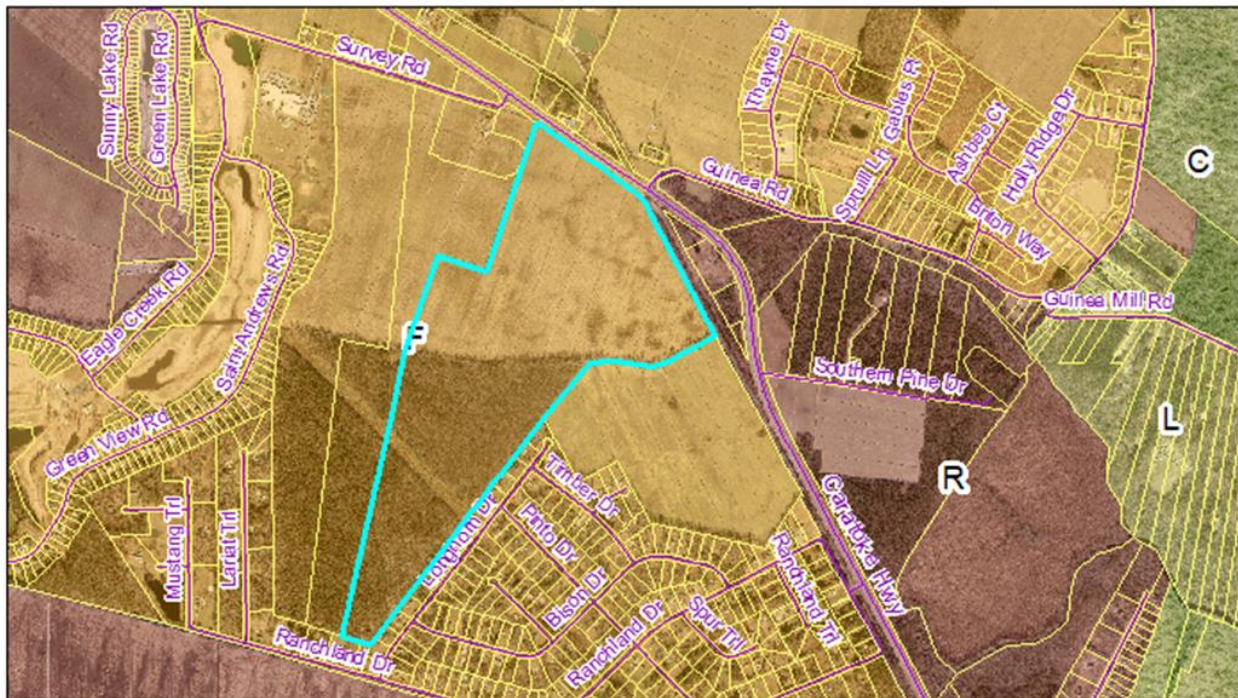 Sunny Lake Rd
Green Lake Rd
Survey Rd
Thayne Dr
Gables Pl
Ashbee Ct
Holly Ridge Dr
C
Guinea Rd
Spruill Ln
Briton Way
Guinea Mill Rd
Eagle Creek Rd
Saint Andrews Rd
F
Southern Pine Dr
L
Green View Rd
R
Mustang Trl
Lariat Trl
Longhorn Dr
Timber Dr
Pinto Dr
Bison Dr
Caratoke Hwy
Ranchland Dr
Ranchland Dr
Spur Trl
Ranchland Trl